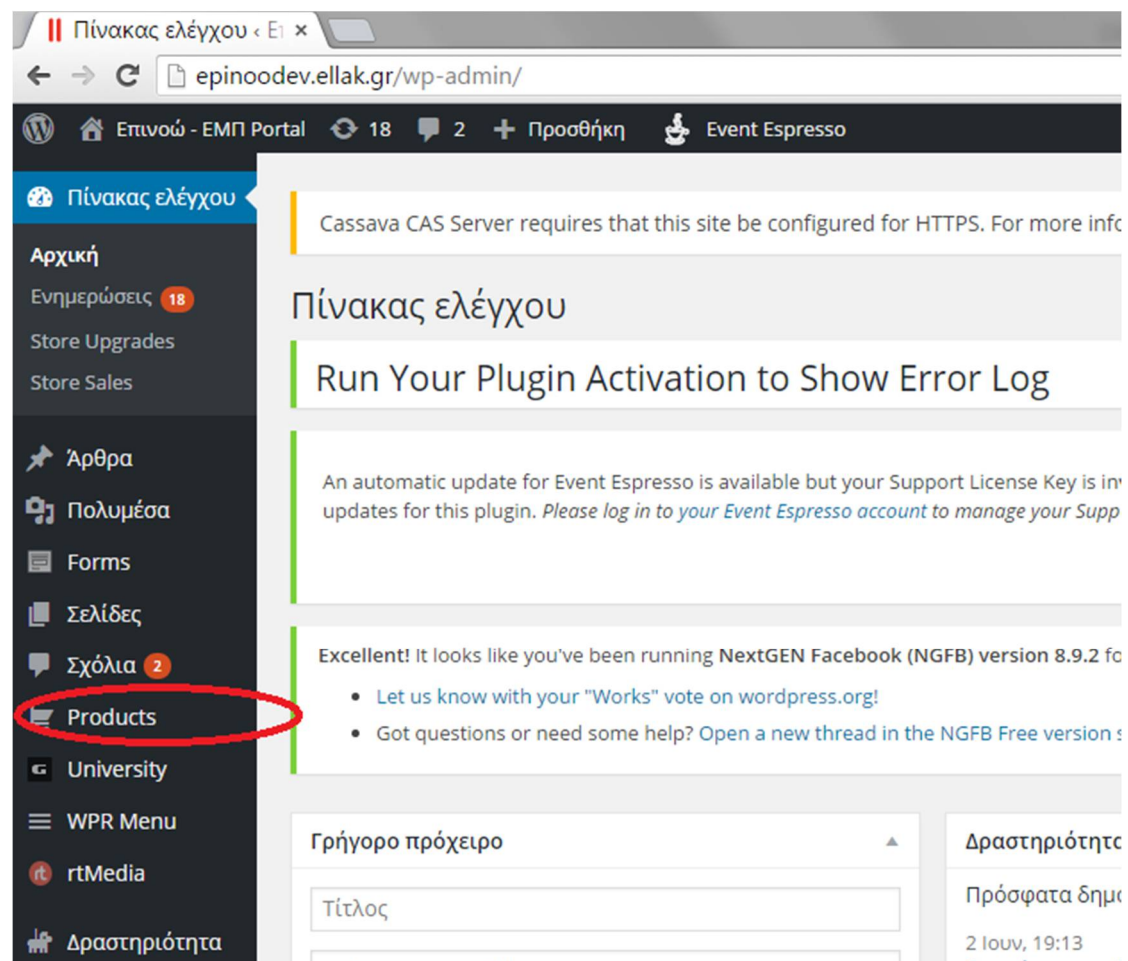 Πίνακας ελέγχου ‹ Επ
epinoodev.ellak.gr/wp-admin/
Επινοώ - ΕΜΠ Portal 18 2 Προσθήκη Event Espresso
Πίνακας ελέγχου
Αρχική
Ενημερώσεις 18
Store Upgrades
Store Sales
Άρθρα
Πολυμέσα
Forms
Σελίδες
Σχόλια 2
Products
University
WPR Menu
rtMedia
Δραστηριότητα
Cassava CAS Server requires that this site be configured for HTTPS. For more info
Πίνακας ελέγχου
Run Your Plugin Activation to Show Error Log
An automatic update for Event Espresso is available but your Support License Key is inv
updates for this plugin. Please log in to your Event Espresso account to manage your Supp
Excellent! It looks like you've been running NextGEN Facebook (NGFB) version 8.9.2 fo
Let us know with your "Works" vote on wordpress.org!
Got questions or need some help? Open a new thread in the NGFB Free version s
Γρήγορο πρόχειρο
Τίτλος
Δραστηριότητα
Πρόσφατα δημο
2 Ιουν, 19:13